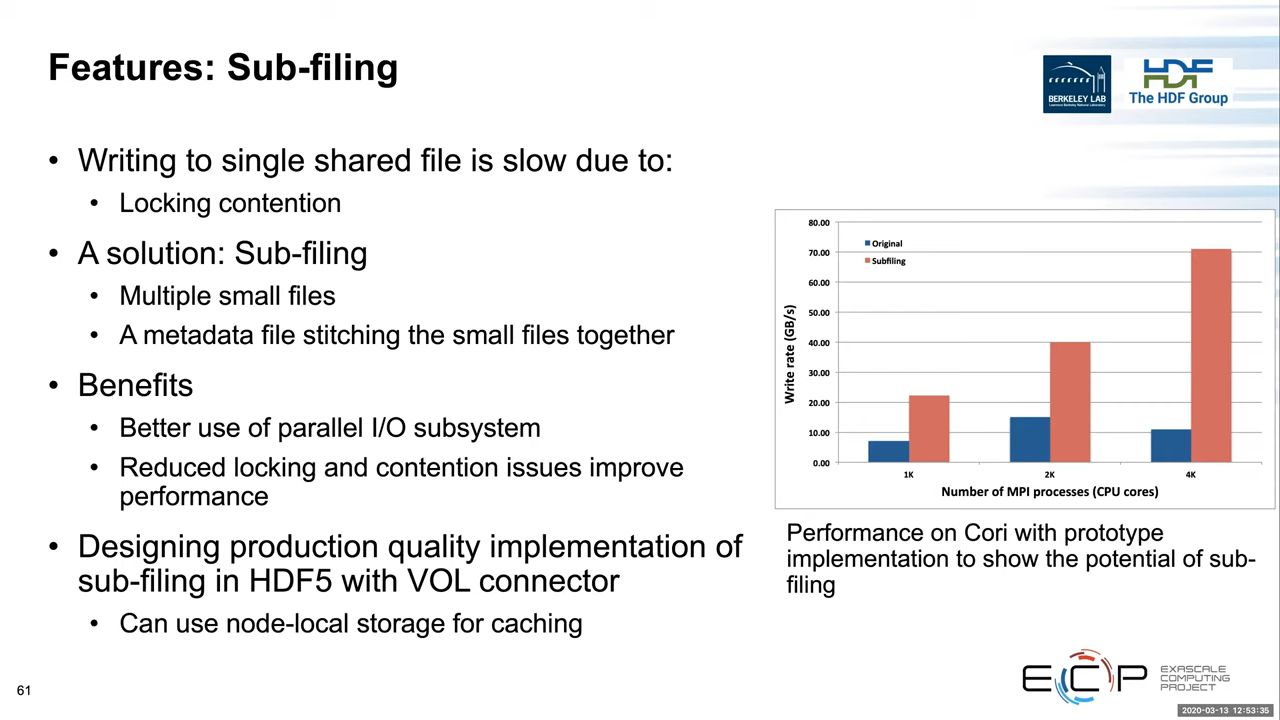 Features: Sub-filing
BERKELEY LAB
Lawrence Berkeley National Laboratory
HDF
The HDF Group
• Writing to single shared file is slow due to:
• Locking contention
• A solution: Sub-filing
• Multiple small files
• A metadata file stitching the small files together
• Benefits
• Better use of parallel I/O subsystem
• Reduced locking and contention issues improve
performance
• Designing production quality implementation of
sub-filing in HDF5 with VOL connector
• Can use node-local storage for caching
80.00
70.00
60.00
50.00
40.00
30.00
20.00
10.00
0.00
Write rate (GB/s)
Original
Subfiling
1K 2K 4K
Number of MPI processes (CPU cores)
Performance on Cori with prototype
implementation to show the potential of sub-
filing
61
ECP
EXASCALE
COMPUTING
PROJECT
2020-03-13 12:53:35